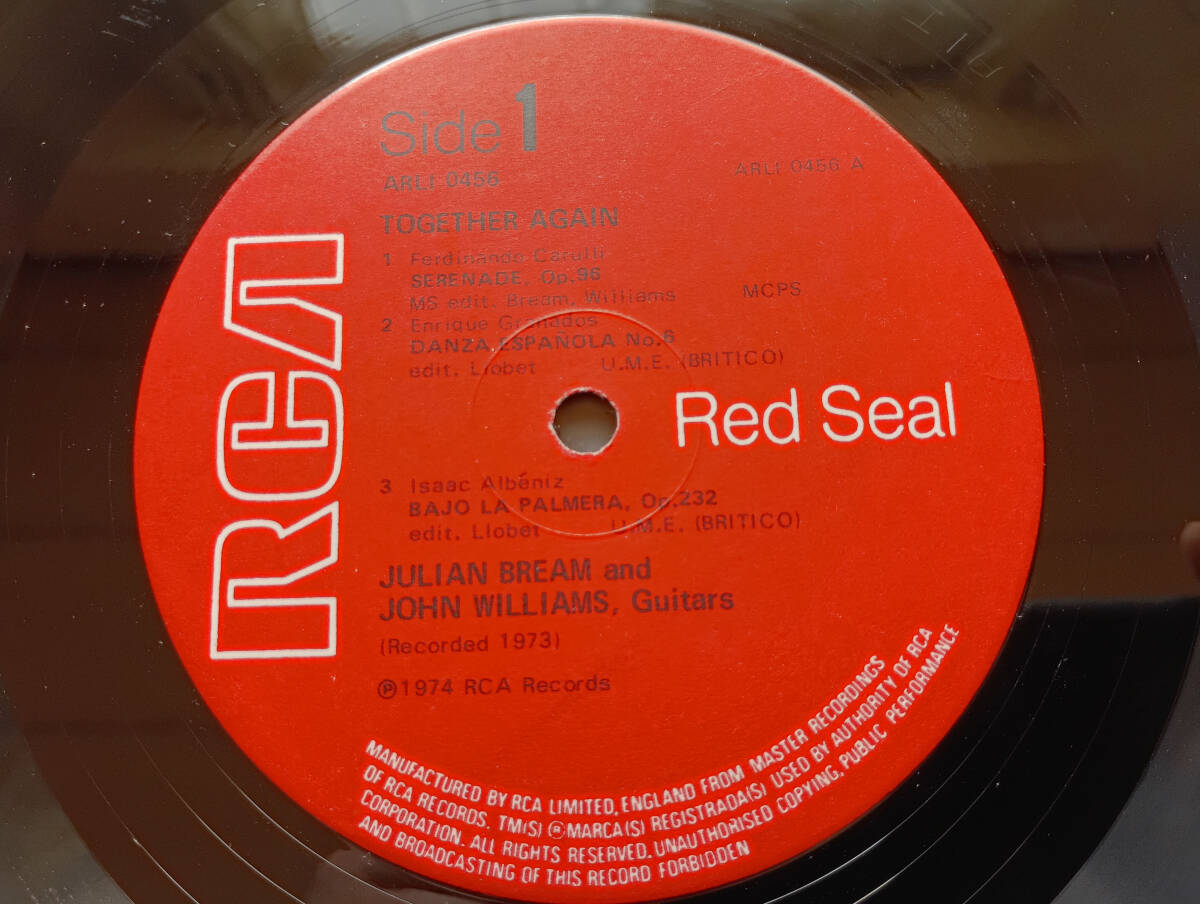 Side 1
ARLI 0456
ARLI 0456 A
TOGETHER AGAIN
1 Ferdinando Carulli
SERENADE, Op.96
MS edit. Bream, Williams MCPS
2 Enrique Granados
DANZA ESPAÑOLA No.6
edit. Llobet U.M.E. (BRITICO)
RCA
Red Seal
3 Isaac Albéniz
BAJO LA PALMERA, Op.232
edit. Llobet U.M.E. (BRITICO)
JULIAN BREAM and
JOHN WILLIAMS, Guitars
(Recorded 1973)
℗1974 RCA Records
MANUFACTURED BY RCA LIMITED, ENGLAND FROM MASTER RECORDINGS
OF RCA RECORDS. TM(S) ® MARCA(S) REGISTRADA(S) USED BY AUTHORITY OF RCA
CORPORATION. ALL RIGHTS RESERVED. UNAUTHORISED COPYING, PUBLIC PERFORMANCE
AND BROADCASTING OF THIS RECORD FORBIDDEN